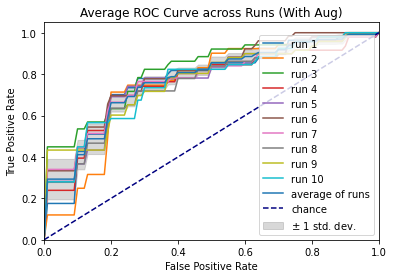 Average ROC Curve across Runs (With Aug)
True Positive Rate
1.0
0.8
0.6
0.4
0.2
0.0
run 1
run 2
run 3
run 4
run 5
run 6
run 7
run 8
run 9
run 10
average of runs
chance
± 1 std. dev.
0.0 0.2 0.4 0.6 0.8 1.0
False Positive Rate